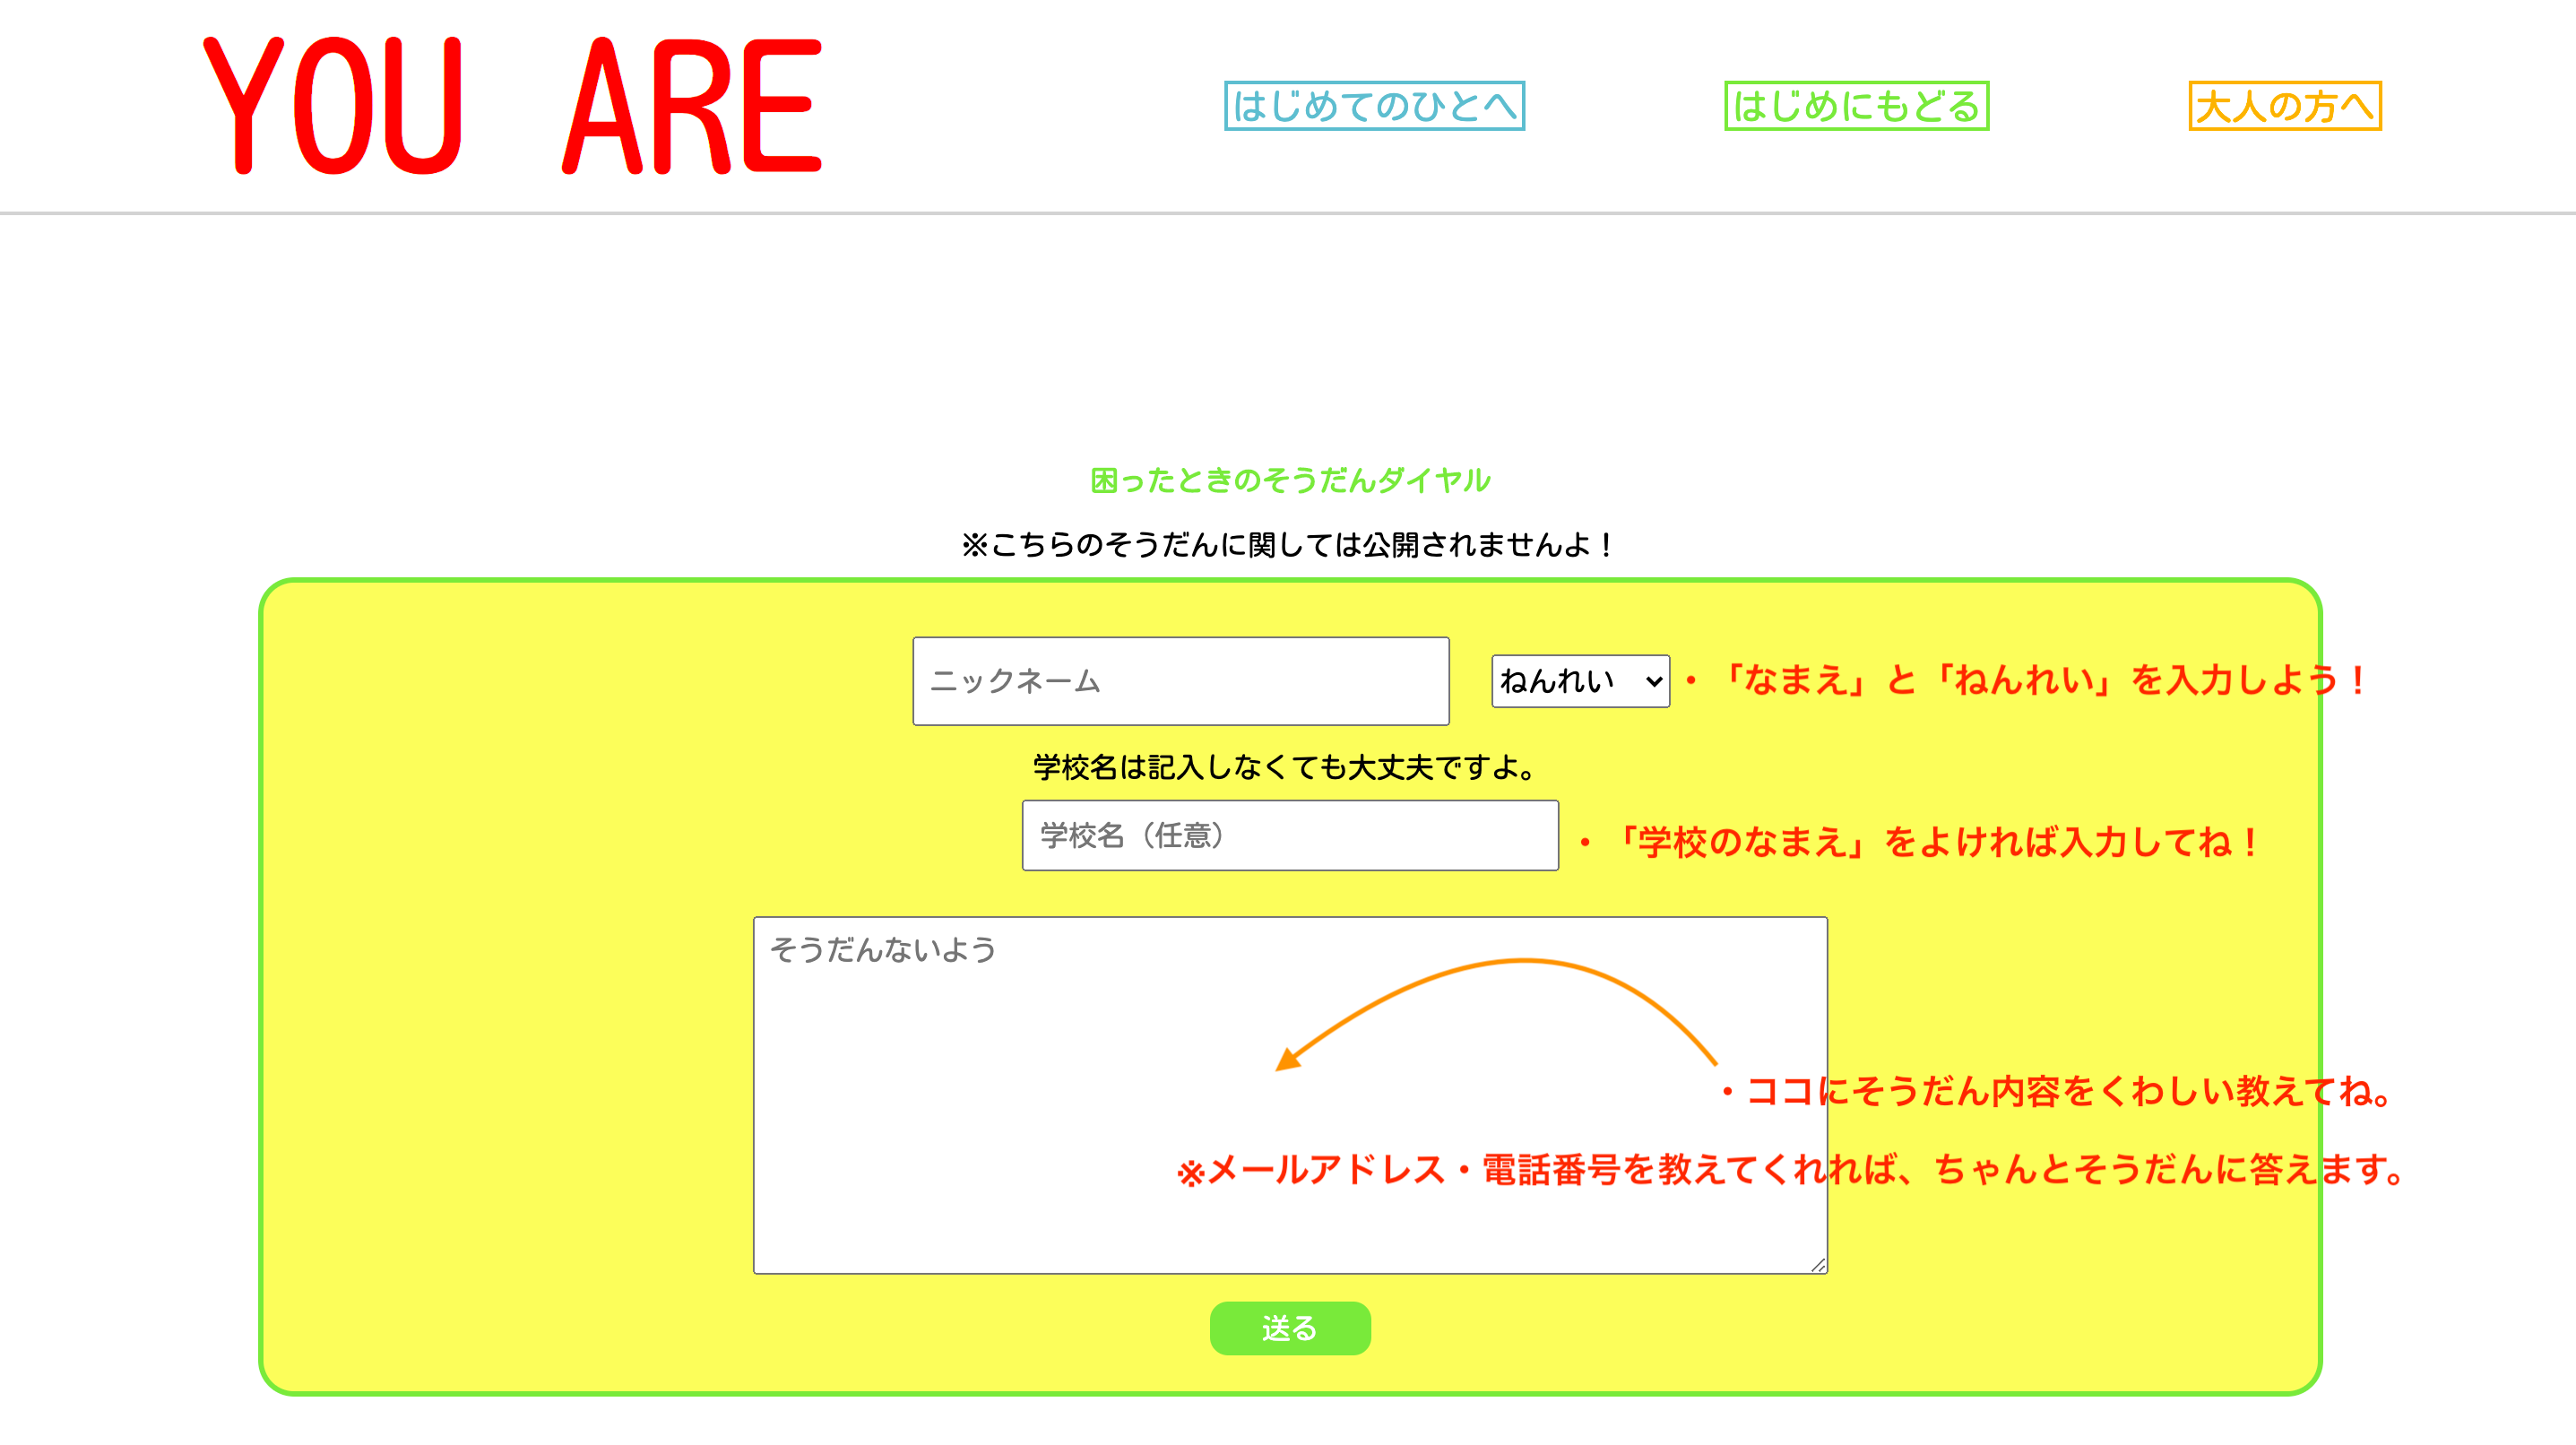 YOU ARE
はじめてのひとへ
はじめにもどる
大人の方へ
困ったときのそうだんダイヤル
※こちらのそうだんに関しては公開されませんよ！
ニックネーム
ねんれい
・「なまえ」と「ねんれい」を入力しよう！
学校名は記入しなくても大丈夫ですよ。
学校名（任意）
・「学校のなまえ」をよければ入力してね！
そうだんないよう
・ココにそうだん内容をくわしい教えてね。
※メールアドレス・電話番号を教えてくれれば、ちゃんとそうだんに答えます。
送る